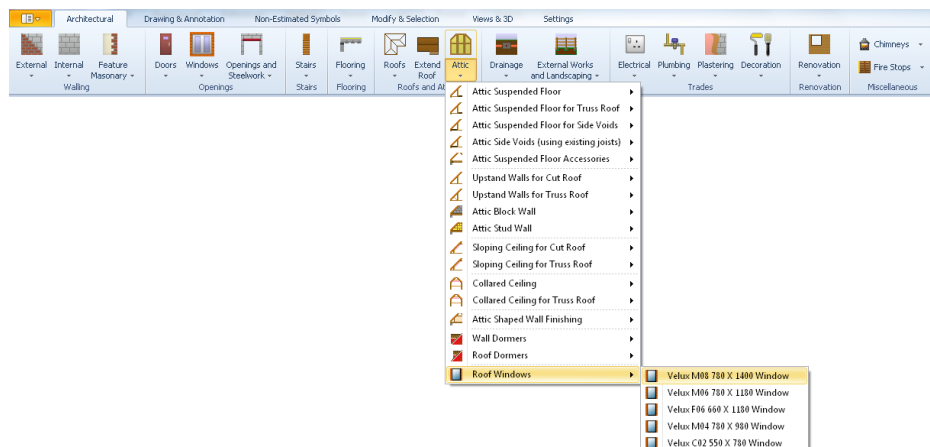 Architectural Drawing & Annotation Non-Estimated Symbols Modify & Selection Views & 3D Settings
External Internal Feature Masonary Doors Windows Openings and Steelwork Stairs Flooring Roofs Extend Roof Attic Drainage External Works and Landscaping Electrical Plumbing Plastering Decoration Renovation Chimneys
Fire Stops
Walling Openings Stairs Flooring Roofs and At Trades Renovation Miscellaneous
Attic Suspended Floor
Attic Suspended Floor for Truss Roof
Attic Suspended Floor for Side Voids
Attic Side Voids (using existing joists)
Attic Suspended Floor Accessories
Upstand Walls for Cut Roof
Upstand Walls for Truss Roof
Attic Block Wall
Attic Stud Wall
Sloping Ceiling for Cut Roof
Sloping Ceiling for Truss Roof
Collared Ceiling
Collared Ceiling for Truss Roof
Attic Shaped Wall Finishing
Wall Dormers
Roof Dormers
Roof Windows
Velux M08 780 X 1400 Window
Velux M06 780 X 1180 Window
Velux F06 660 X 1180 Window
Velux M04 780 X 980 Window
Velux C02 550 X 780 Window